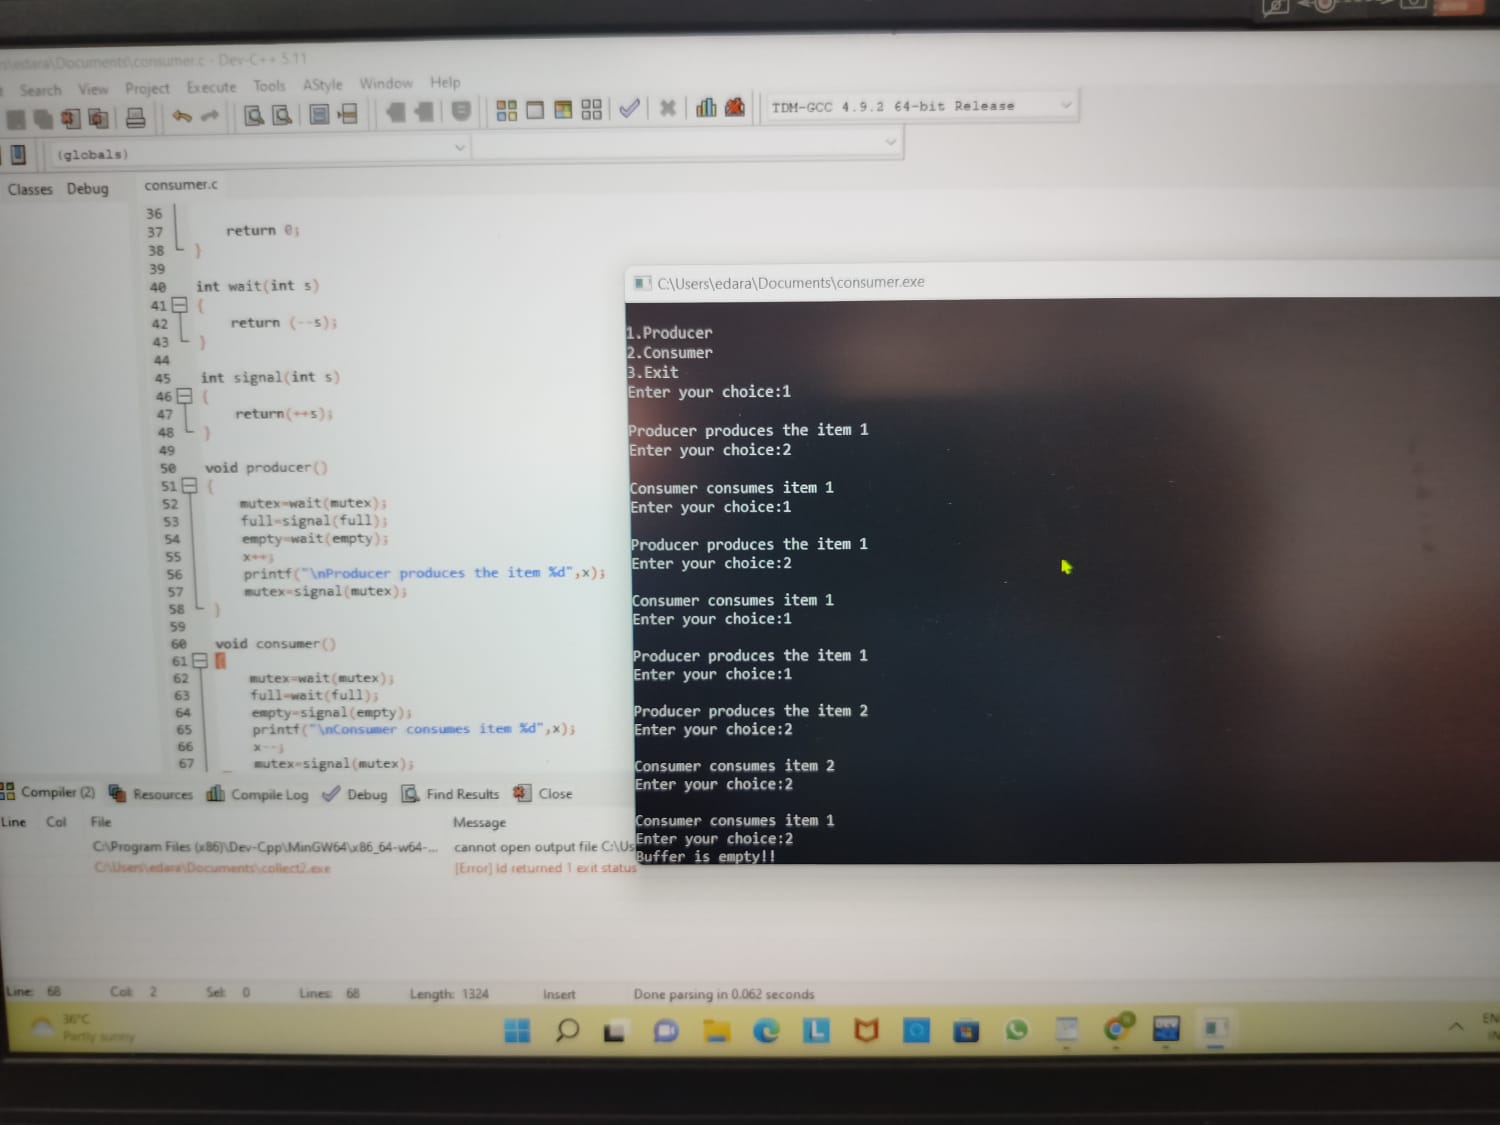 s\edara\Documents\consumer.c - Dev-C++ 5.11
Search View Project Execute Tools AStyle Window Help
TDM-GCC 4.9.2 64-bit Release
(globals)
Classes Debug consumer.c
36
37 return 0;
38 }
39
40 int wait(int s)
41 {
42 return (--s);
43 }
44
45 int signal(int s)
46 {
47 return(++s);
48 }
49
50 void producer()
51 {
52 mutex=wait(mutex);
53 full=signal(full);
54 empty=wait(empty);
55 x++;
56 printf("\nProducer produces the item %d",x);
57 mutex=signal(mutex);
58 }
59
60 void consumer()
61 {
62 mutex=wait(mutex);
63 full=wait(full);
64 empty=signal(empty);
65 printf("\nConsumer consumes item %d",x);
66 x--;
67 mutex=signal(mutex);
C:\Users\edara\Documents\consumer.exe
1.Producer
2.Consumer
3.Exit
Enter your choice:1
Producer produces the item 1
Enter your choice:2
Consumer consumes item 1
Enter your choice:1
Producer produces the item 1
Enter your choice:2
Consumer consumes item 1
Enter your choice:1
Producer produces the item 1
Enter your choice:1
Producer produces the item 2
Enter your choice:2
Consumer consumes item 2
Enter your choice:2
Consumer consumes item 1
Enter your choice:2
Buffer is empty!!
Compiler (2) Resources Compile Log Debug Find Results Close
Line Col File Message
C:\Program Files (x86)\Dev-Cpp\MinGW64\x86_64-w64-... cannot open output file C:\Us
C:\Users\edara\Documents\collect2.exe [Error] ld returned 1 exit status
Line: 68 Col: 2 Sel: 0 Lines: 68 Length: 1324 Insert Done parsing in 0.062 seconds
36°C
Partly sunny
EN
IN